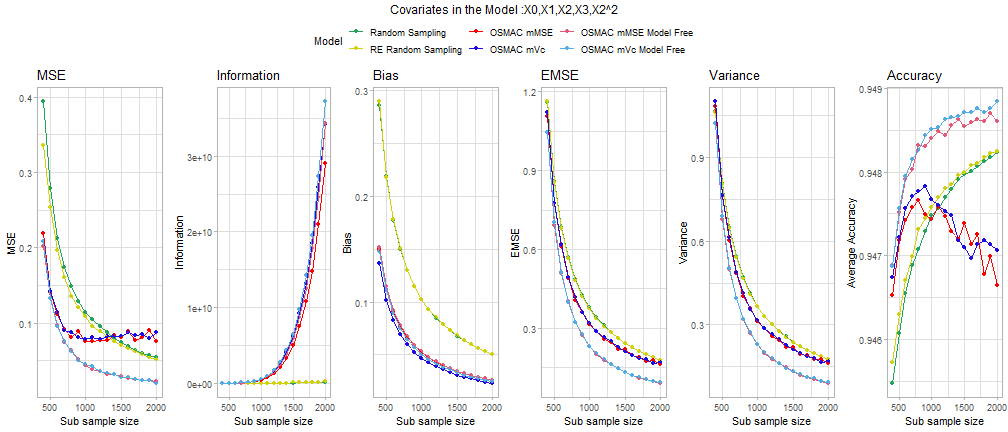 Covariates in the Model :X0,X1,X2,X3,X2^2
Model
Random Sampling
OSMAC mMSE
OSMAC mMSE Model Free
RE Random Sampling
OSMAC mVc
OSMAC mVc Model Free
MSE
Information
Bias
EMSE
Variance
Accuracy
MSE
0.4
0.3
0.2
0.1
500 1000 1500 2000
Sub sample size
Information
3e+10
2e+10
1e+10
0e+00
500 1000 1500 2000
Sub sample size
Bias
0.3
0.2
0.1
500 1000 1500 2000
Sub sample size
EMSE
1.2
0.9
0.6
0.3
500 1000 1500 2000
Sub sample size
Variance
0.9
0.6
0.3
500 1000 1500 2000
Sub sample size
Average Accuracy
0.949
0.948
0.947
0.946
500 1000 1500 2000
Sub sample size